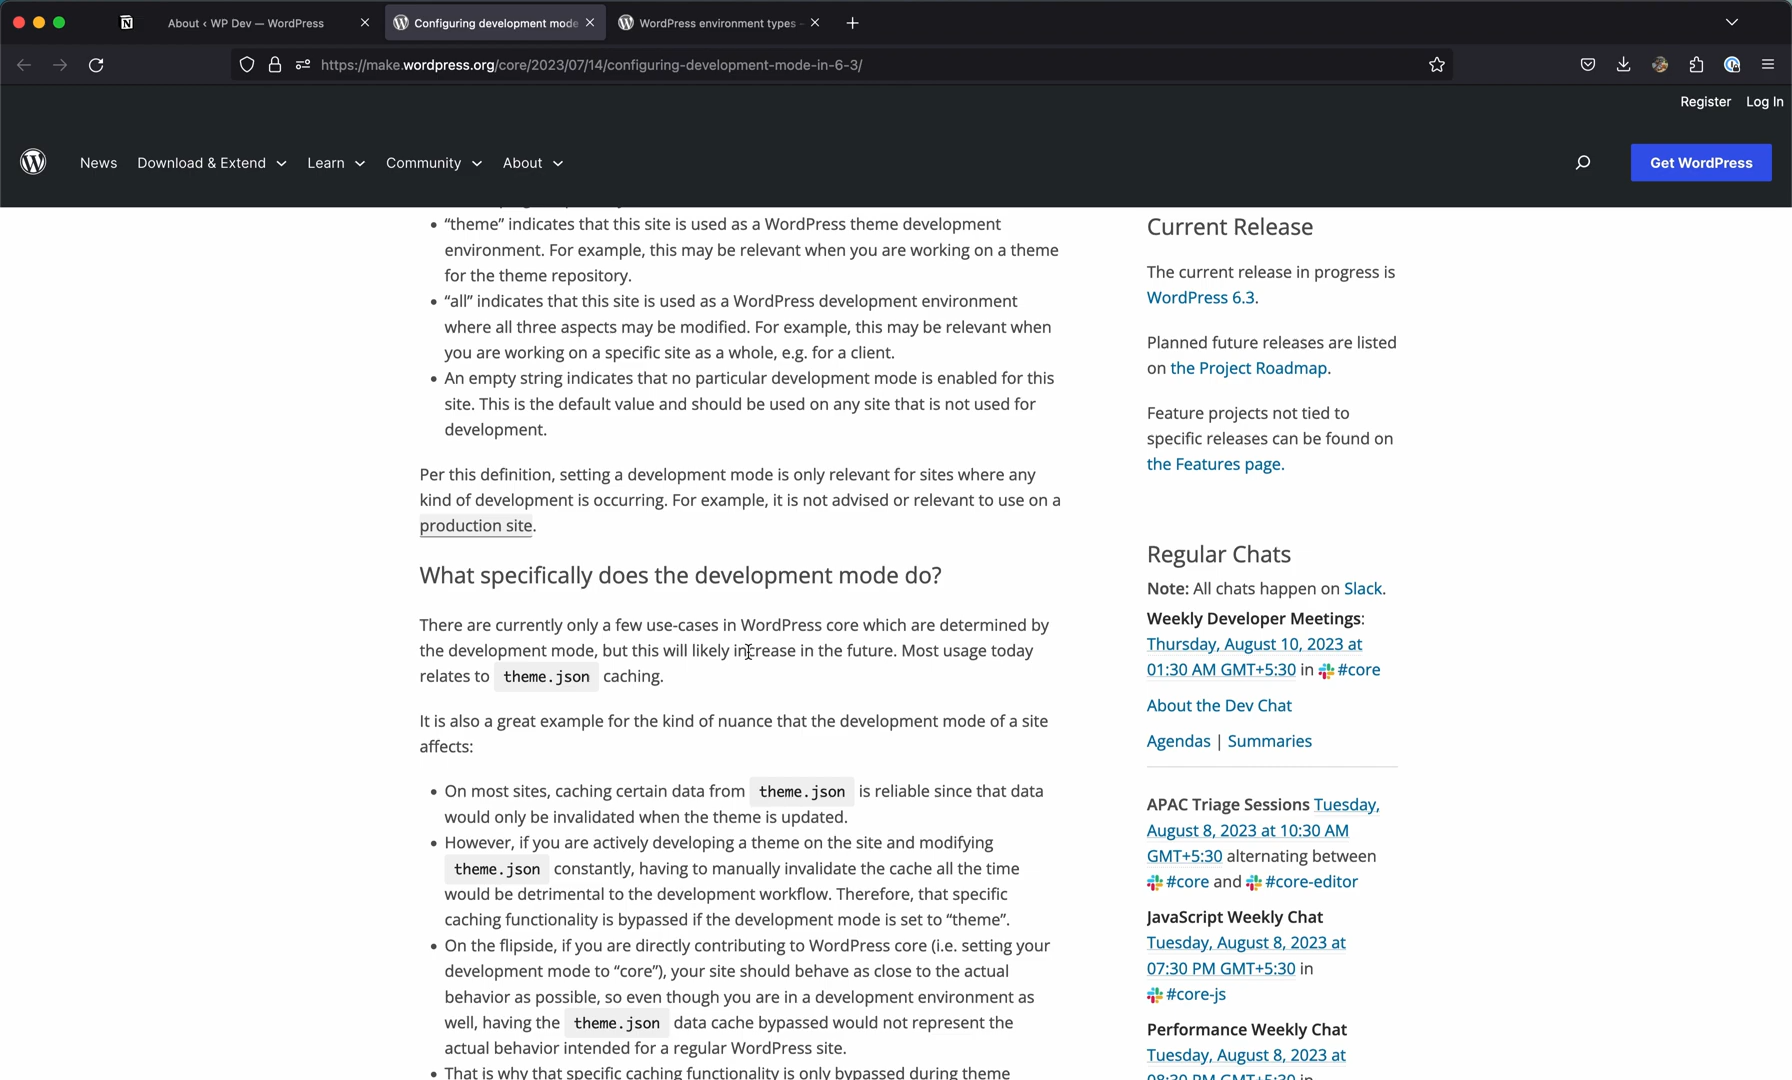 About ‹ WP Dev — WordPress
Configuring development mode
WordPress environment types
https://make.wordpress.org/core/2023/07/14/configuring-development-mode-in-6-3/
Register Log In
News Download & Extend Learn Community About
Get WordPress
• “theme” indicates that this site is used as a WordPress theme development
environment. For example, this may be relevant when you are working on a theme
for the theme repository.
• “all” indicates that this site is used as a WordPress development environment
where all three aspects may be modified. For example, this may be relevant when
you are working on a specific site as a whole, e.g. for a client.
• An empty string indicates that no particular development mode is enabled for this
site. This is the default value and should be used on any site that is not used for
development.
Per this definition, setting a development mode is only relevant for sites where any
kind of development is occurring. For example, it is not advised or relevant to use on a
production site.
What specifically does the development mode do?
There are currently only a few use-cases in WordPress core which are determined by
the development mode, but this will likely increase in the future. Most usage today
relates to theme.json caching.
It is also a great example for the kind of nuance that the development mode of a site
affects:
• On most sites, caching certain data from theme.json is reliable since that data
would only be invalidated when the theme is updated.
• However, if you are actively developing a theme on the site and modifying
theme.json constantly, having to manually invalidate the cache all the time
would be detrimental to the development workflow. Therefore, that specific
caching functionality is bypassed if the development mode is set to “theme”.
• On the flipside, if you are directly contributing to WordPress core (i.e. setting your
development mode to “core”), your site should behave as close to the actual
behavior as possible, so even though you are in a development environment as
well, having the theme.json data cache bypassed would not represent the
actual behavior intended for a regular WordPress site.
• That is why that specific caching functionality is only bypassed during theme
Current Release
The current release in progress is
WordPress 6.3.
Planned future releases are listed
on the Project Roadmap.
Feature projects not tied to
specific releases can be found on
the Features page.
Regular Chats
Note: All chats happen on Slack.
Weekly Developer Meetings:
Thursday, August 10, 2023 at
01:30 AM GMT+5:30 in #core
About the Dev Chat
Agendas | Summaries
APAC Triage Sessions Tuesday,
August 8, 2023 at 10:30 AM
GMT+5:30 alternating between
#core and #core-editor
JavaScript Weekly Chat
Tuesday, August 8, 2023 at
07:30 PM GMT+5:30 in
#core-js
Performance Weekly Chat
Tuesday, August 8, 2023 at
08:30 PM GMT+5:30 in